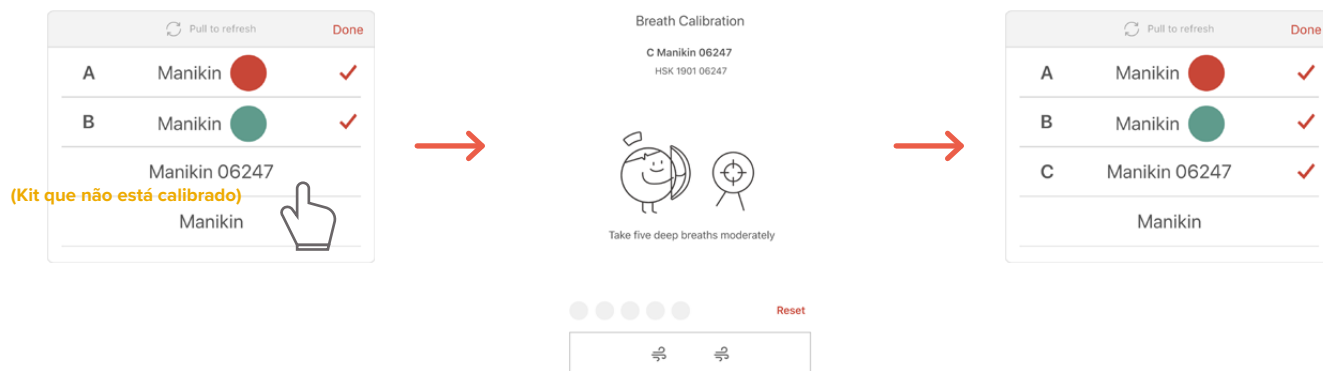 Pull to refresh Done
A Manikin
B Manikin
Manikin 06247
(Kit que não está calibrado)
Manikin
Breath Calibration
C Manikin 06247
HSK 1901 06247
Take five deep breaths moderately
Reset
Pull to refresh Done
A Manikin
B Manikin
C Manikin 06247
Manikin